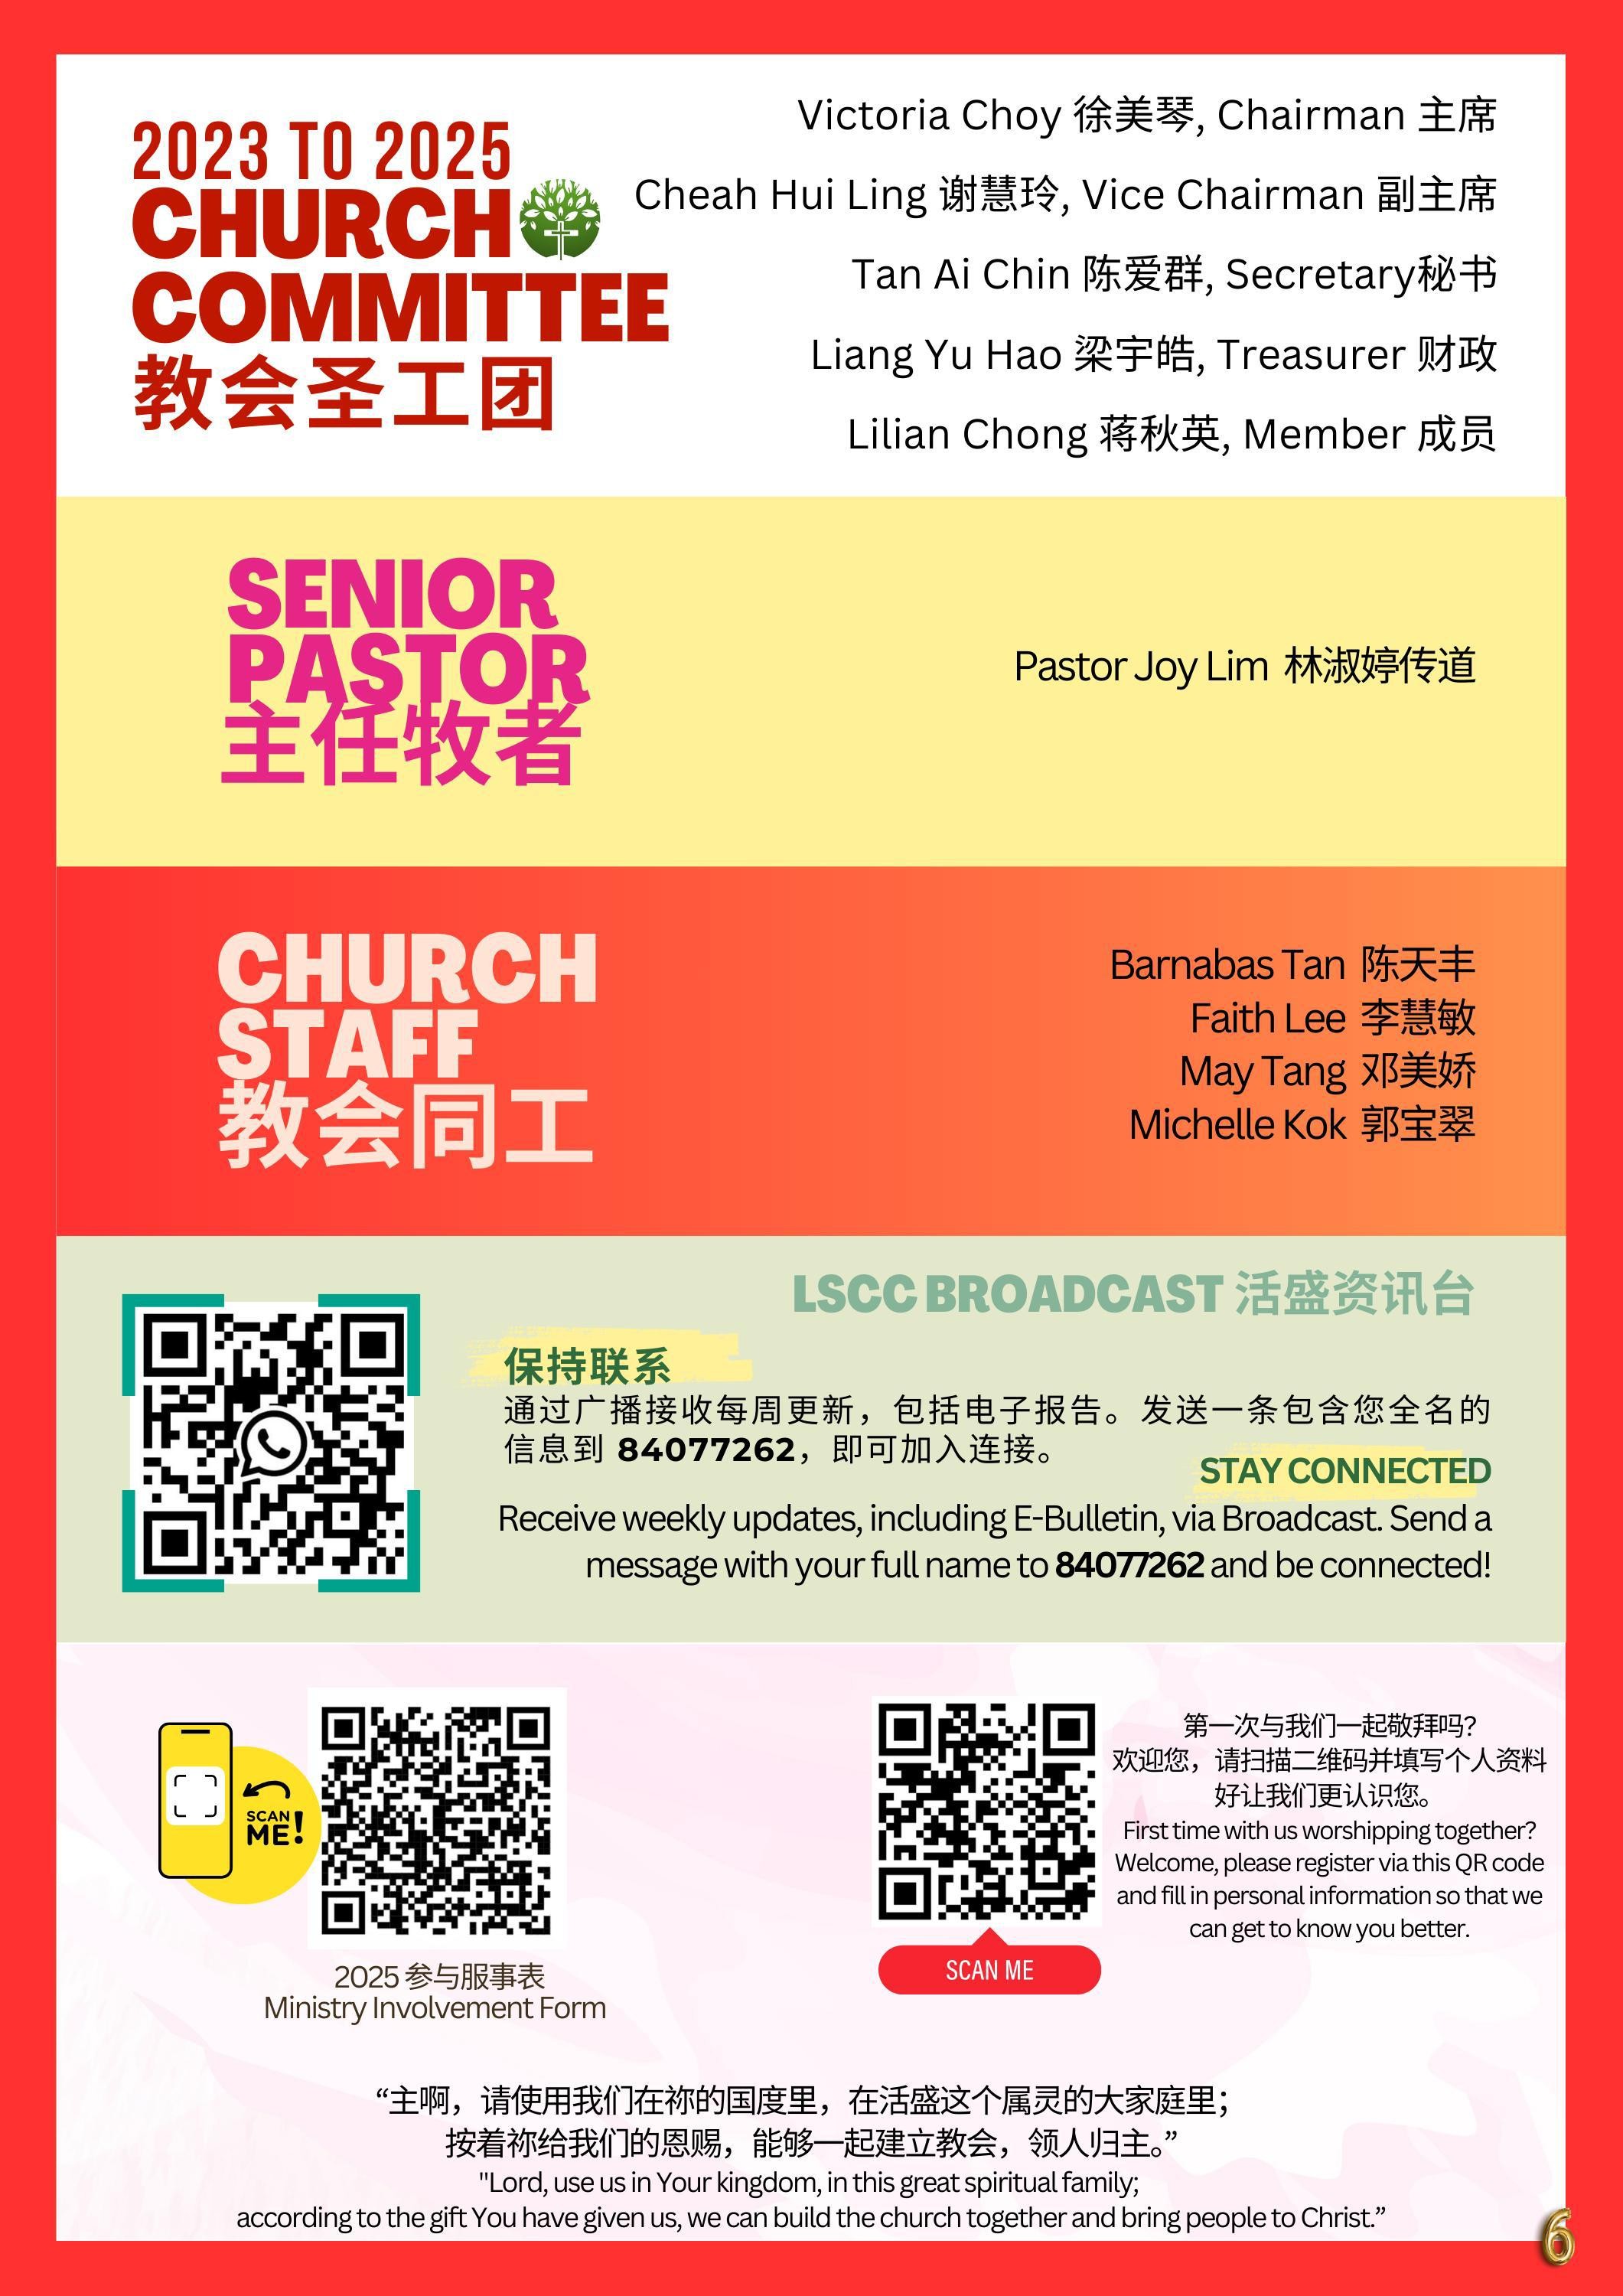 2023 TO 2025
CHURCH
COMMITTEE
教会圣工团
Victoria Choy 徐美琴, Chairman 主席
Cheah Hui Ling 谢慧玲, Vice Chairman 副主席
Tan Ai Chin 陈爱群, Secretary秘书
Liang Yu Hao 梁宇皓, Treasurer 财政
Lilian Chong 蒋秋英, Member 成员
SENIOR
PASTOR
主任牧者
Pastor Joy Lim 林淑婷传道
CHURCH
STAFF
教会同工
Barnabas Tan 陈天丰
Faith Lee 李慧敏
May Tang 邓美娇
Michelle Kok 郭宝翠
LSCC BROADCAST 活盛资讯台
保持联系
通过广播接收每周更新，包括电子报告。发送一条包含您全名的
信息到 84077262，即可加入连接。
STAY CONNECTED
Receive weekly updates, including E-Bulletin, via Broadcast. Send a
message with your full name to 84077262 and be connected!
SCAN
ME!
2025 参与服事表
Ministry Involvement Form
SCAN ME
第一次与我们一起敬拜吗?
欢迎您，请扫描二维码并填写个人资料
好让我们更认识您。
First time with us worshipping together?
Welcome, please register via this QR code
and fill in personal information so that we
can get to know you better.
“主啊，请使用我们在祢的国度里，在活盛这个属灵的大家庭里；
按着祢给我们的恩赐，能够一起建立教会，领人归主。”
"Lord, use us in Your kingdom, in this great spiritual family;
according to the gift You have given us, we can build the church together and bring people to Christ.”
6